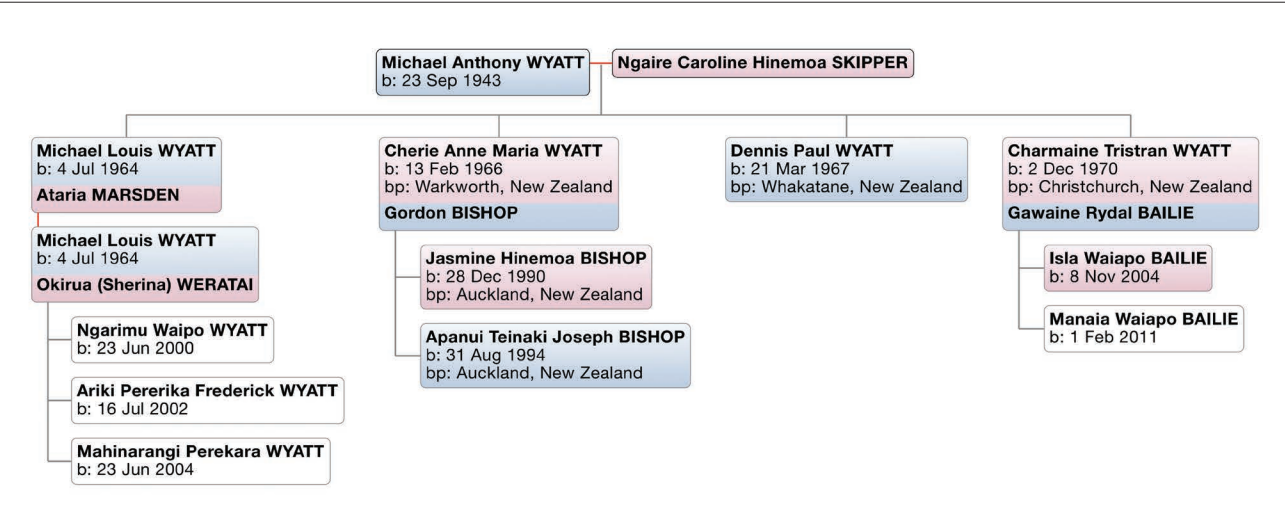 Michael Anthony WYATT
b: 23 Sep 1943
Ngaire Caroline Hinemoa SKIPPER
Michael Louis WYATT
b: 4 Jul 1964
Ataria MARSDEN
Michael Louis WYATT
b: 4 Jul 1964
Okirua (Sherina) WERATAI
Ngarimu Waipo WYATT
b: 23 Jun 2000
Ariki Pererika Frederick WYATT
b: 16 Jul 2002
Mahinarangi Perekara WYATT
b: 23 Jun 2004
Cherie Anne Maria WYATT
b: 13 Feb 1966
bp: Warkworth, New Zealand
Gordon BISHOP
Jasmine Hinemoa BISHOP
b: 28 Dec 1990
bp: Auckland, New Zealand
Apanui Teinaki Joseph BISHOP
b: 31 Aug 1994
bp: Auckland, New Zealand
Dennis Paul WYATT
b: 21 Mar 1967
bp: Whakatane, New Zealand
Charmaine Tristran WYATT
b: 2 Dec 1970
bp: Christchurch, New Zealand
Gawaine Rydal BAILIE
Isla Waiapo BAILIE
b: 8 Nov 2004
Manaia Waiapo BAILIE
b: 1 Feb 2011